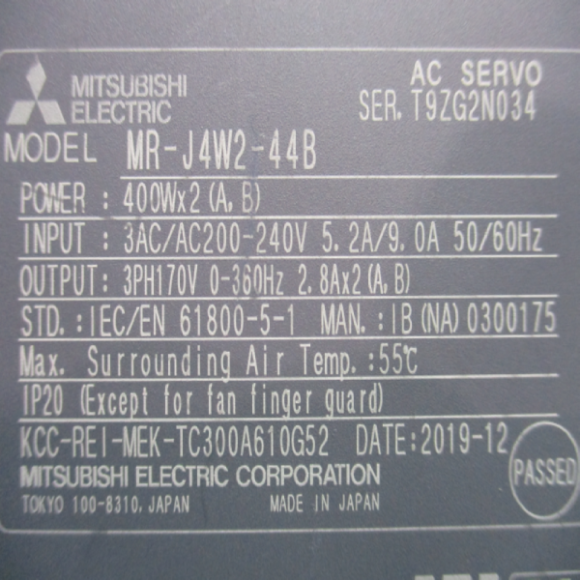 MITSUBISHI
ELECTRIC
AC SERVO
SER. T9ZG2N034
MODEL MR-J4W2-44B
POWER : 400Wx2 (A, B)
INPUT : 3AC/AC200-240V 5.2A/9.0A 50/60Hz
OUTPUT: 3PH170V 0-360Hz 2.8Ax2 (A, B)
STD. : IEC/EN 61800-5-1 MAN. : IB (NA) 0300175
Max. Surrounding Air Temp. :55℃
IP20 (Except for fan finger guard)
KCC-REI-MEK-TC300A610G52 DATE:2019-12
MITSUBISHI ELECTRIC CORPORATION
TOKYO 100-8310, JAPAN MADE IN JAPAN
PASSED